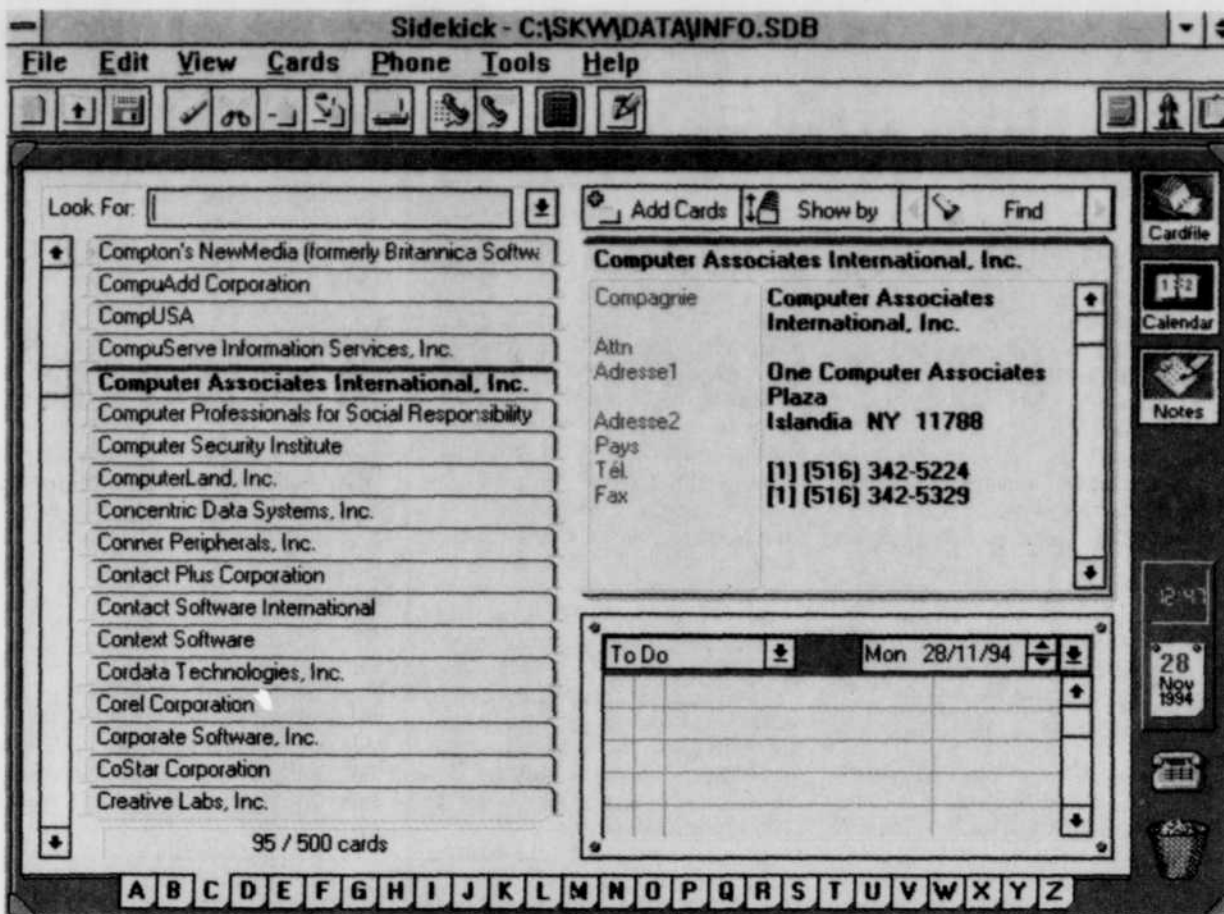 Sidekick - C:\SKW\DATA\INFO.SDB
File Edit View Cards Phone Tools Help
Look For:
Compton's NewMedia (formerly Britannica Softwa
CompuAdd Corporation
CompUSA
CompuServe Information Services, Inc.
Computer Associates International, Inc.
Computer Professionals for Social Responsibility
Computer Security Institute
ComputerLand, Inc.
Concentric Data Systems, Inc.
Conner Peripherals, Inc.
Contact Plus Corporation
Contact Software International
Context Software
Cordata Technologies, Inc.
Corel Corporation
Corporate Software, Inc.
CoStar Corporation
Creative Labs, Inc.
95 / 500 cards
Add Cards Show by Find
Computer Associates International, Inc.
Compagnie Computer Associates
International, Inc.
Attn
Adresse1 One Computer Associates
Plaza
Adresse2 Islandia NY 11788
Pays
Tél. [1] (516) 342-5224
Fax [1] (516) 342-5329
To Do Mon 28/11/94
Cardfile
1 2
Calendar
Notes
12:47
28
Nov
1994
A B C D E F G H I J K L M N O P Q R S T U V W X Y Z